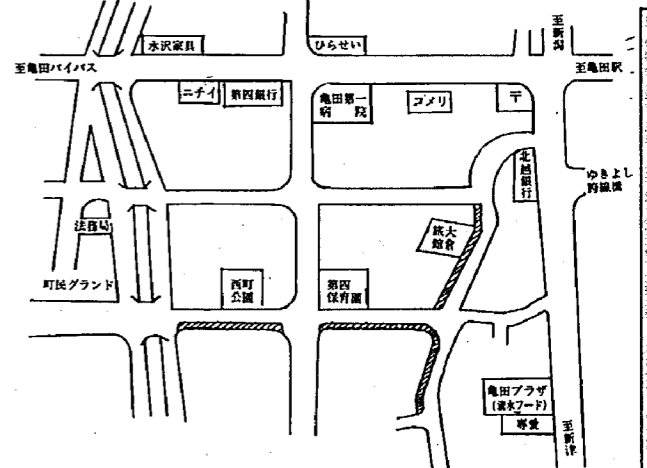 至新潟
水沢家具
ひらせい
至亀田バイパス
至亀田駅
ニチイ
第四銀行
亀田第一
病院
コメリ
〒
北越銀行
ゆきよし
跨線橋
法務局
大倉
旅館
町民グランド
西町
公園
第四
保育園
亀田プラザ
(清水フード)
専愛
至新津